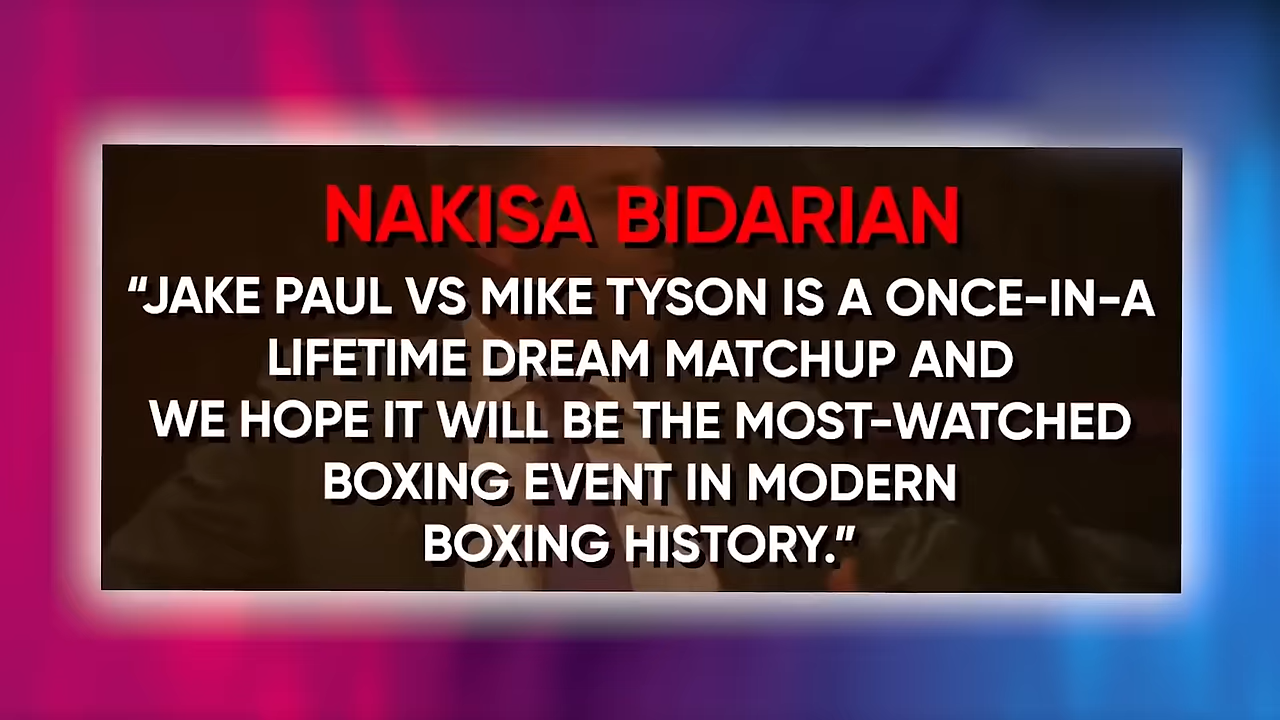 NAKISA BIDARIAN
“JAKE PAUL VS MIKE TYSON IS A ONCE-IN-A
LIFETIME DREAM MATCHUP AND
WE HOPE IT WILL BE THE MOST-WATCHED
BOXING EVENT IN MODERN
BOXING HISTORY.”